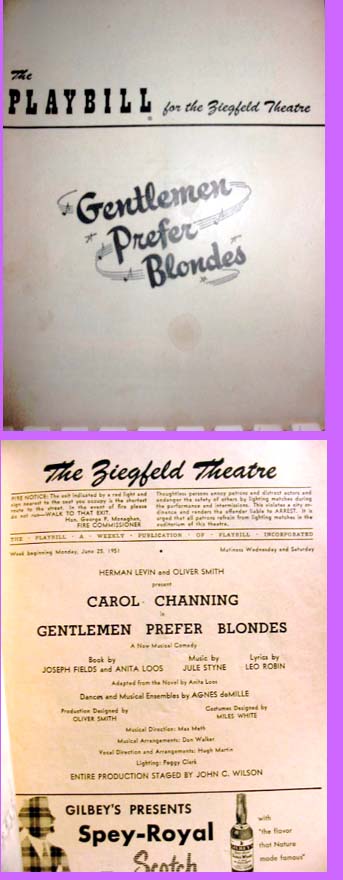 The
PLAYBILL
for the Ziegfeld Theatre
Gentlemen
Prefer
Blondes
The Ziegfeld Theatre
FIRE NOTICE: The exit indicated by a red light and
sign nearest to the seat you occupy is the shortest
route to the street. In the event of fire please
do not run—WALK TO THAT EXIT.
Hon. George P. Monaghan,
FIRE COMMISSIONER
Thoughtless persons annoy patrons and distract actors and
endanger the safety of others by lighting matches during
the performance and intermissions. This violates a city or-
dinance and renders the offender liable to ARREST. It is
urged that all patrons refrain from lighting matches in the
auditorium of this theatre.
THE · PLAYBILL · A · WEEKLY · PUBLICATION · OF · PLAYBILL · INCORPORATED
Week beginning Monday, June 25, 1951 • Matinees Wednesday and Saturday
HERMAN LEVIN and OLIVER SMITH
present
CAROL CHANNING
in
GENTLEMEN PREFER BLONDES
A New Musical Comedy
Book by
JOSEPH FIELDS and ANITA LOOS
Music by
JULE STYNE
Lyrics by
LEO ROBIN
Adapted from the Novel by Anita Loos
Dances and Musical Ensembles by AGNES deMILLE
Production Designed by
OLIVER SMITH
Costumes Designed by
MILES WHITE
Musical Direction: Max Meth
Musical Arrangements: Don Walker
Vocal Direction and Arrangements: Hugh Martin
Lighting: Peggy Clark
ENTIRE PRODUCTION STAGED BY JOHN C. WILSON
GILBEY'S PRESENTS
Spey-Royal
Scotch
with
"the flavor
that Nature
made famous"